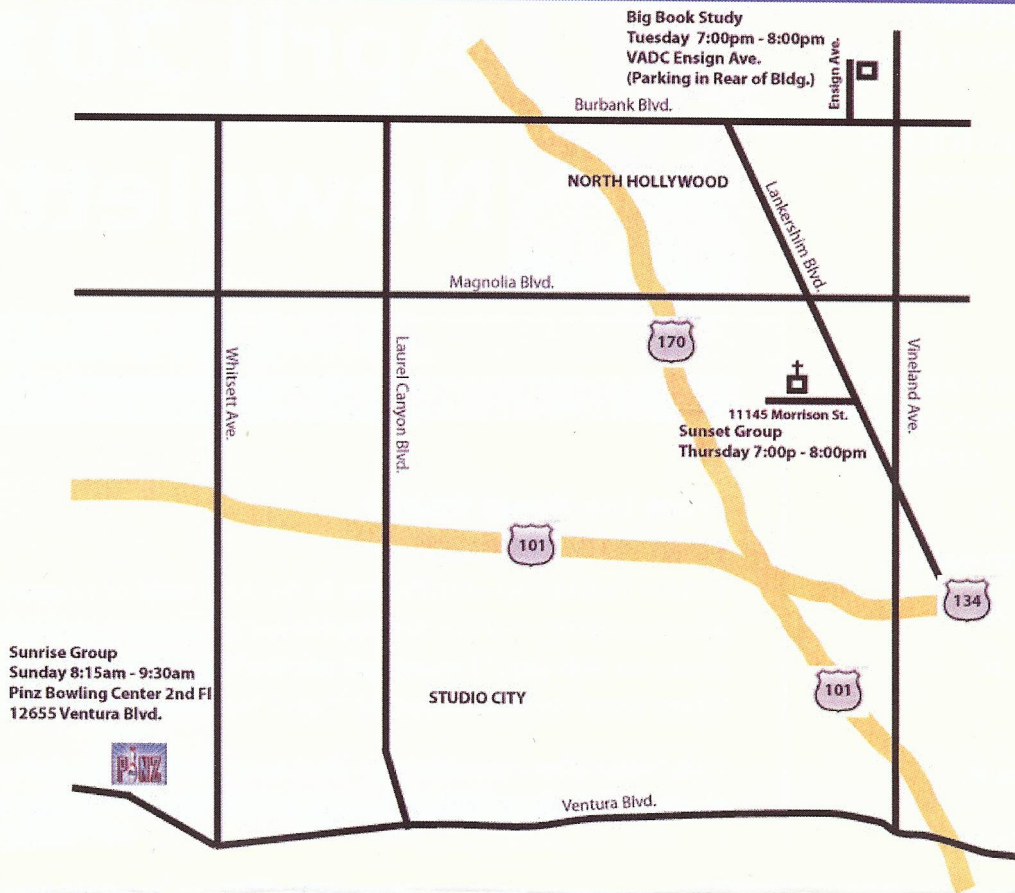 Big Book Study
Tuesday 7:00pm - 8:00pm
VADC Ensign Ave.
(Parking in Rear of Bldg.)
Ensign Ave.
Burbank Blvd.
NORTH HOLLYWOOD
Lankershim Blvd.
Magnolia Blvd.
170
Whitsett Ave.
Laurel Canyon Blvd.
Vineland Ave.
11145 Morrison St.
Sunset Group
Thursday 7:00p - 8:00pm
101
134
Sunrise Group
Sunday 8:15am - 9:30am
Pinz Bowling Center 2nd Fl
12655 Ventura Blvd.
101
STUDIO CITY
PINZ
Ventura Blvd.